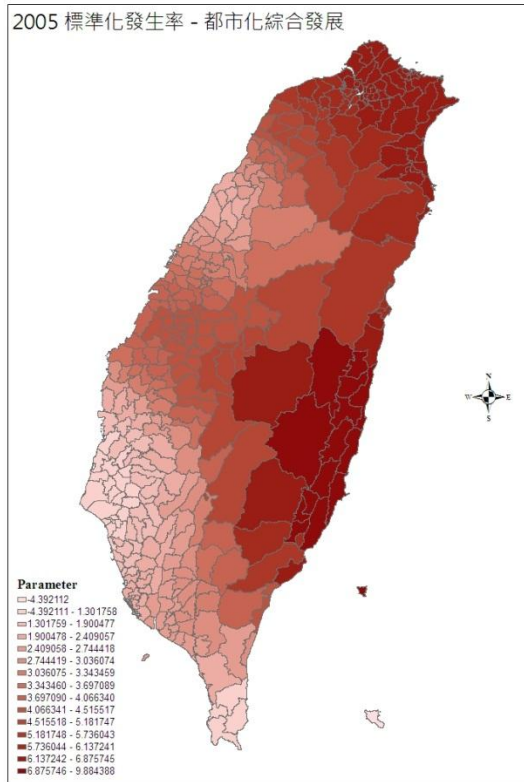 2005 標準化發生率 - 都市化綜合發展
N
W E
S
Parameter
-4.392112
-4.392111 - 1.301758
1.301759 - 1.900477
1.900478 - 2.409057
2.409058 - 2.744418
2.744419 - 3.036074
3.036075 - 3.343459
3.343460 - 3.697089
3.697090 - 4.066340
4.066341 - 4.515517
4.515518 - 5.181747
5.181748 - 5.736043
5.736044 - 6.137241
6.137242 - 6.875745
6.875746 - 9.884388